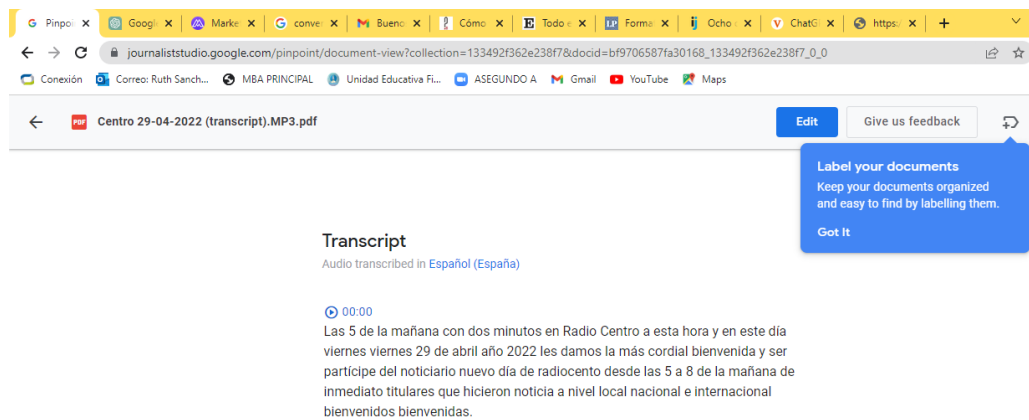 Pinpoi
Googl
Marke
conver
Bueno
Cómo
Todo e
Forma
Ocho
ChatG
https:/
journaliststudio.google.com/pinpoint/document-view?collection=133492f362e238f7&docid=bf9706587fa30168_133492f362e238f7_0_0
Conexión Correo: Ruth Sanch... MBA PRINCIPAL Unidad Educativa Fi... ASEGUNDO A Gmail YouTube Maps
PDF Centro 29-04-2022 (transcript).MP3.pdf Edit Give us feedback
Label your documents
Keep your documents organized
and easy to find by labelling them.
Got It
Transcript
Audio transcribed in Español (España)
00:00
Las 5 de la mañana con dos minutos en Radio Centro a esta hora y en este día
viernes viernes 29 de abril año 2022 les damos la más cordial bienvenida y ser
partícipe del noticiario nuevo día de radiocento desde las 5 a 8 de la mañana de
inmediato titulares que hicieron noticia a nivel local nacional e internacional
bienvenidos bienvenidas.